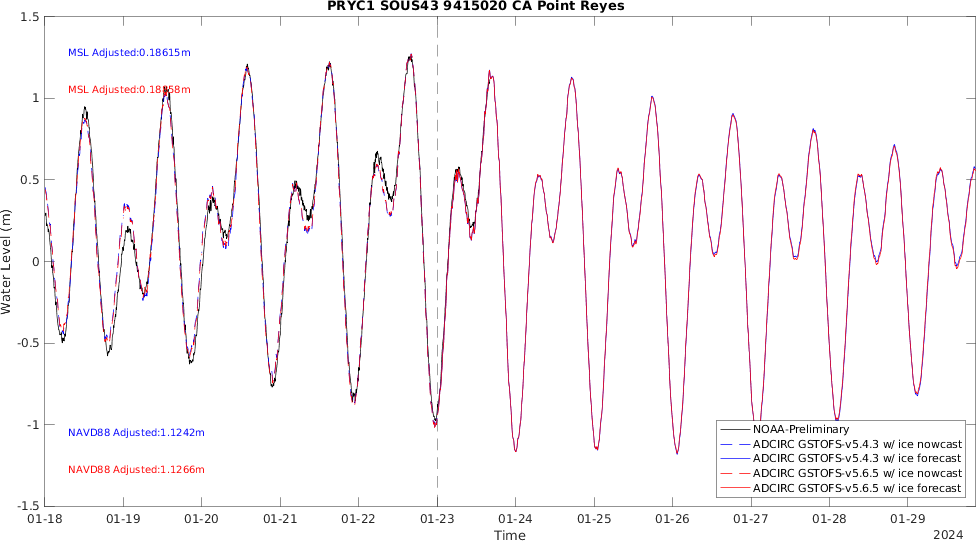 PRYC1 SOUS43 9415020 CA Point Reyes
1.5
1
0.5
0
-0.5
-1
-1.5
Water Level (m)
MSL Adjusted:0.18615m
NAVD88 Adjusted:1.1242m
NAVD88 Adjusted:1.1266m
NOAA-Preliminary
ADCIRC GSTOFS-v5.4.3 w/ ice nowcast
ADCIRC GSTOFS-v5.4.3 w/ ice forecast
ADCIRC GSTOFS-v5.6.5 w/ ice nowcast
ADCIRC GSTOFS-v5.6.5 w/ ice forecast
01-18 01-19 01-20 01-21 01-22 01-23 01-24 01-25 01-26 01-27 01-28 01-29
Time
2024